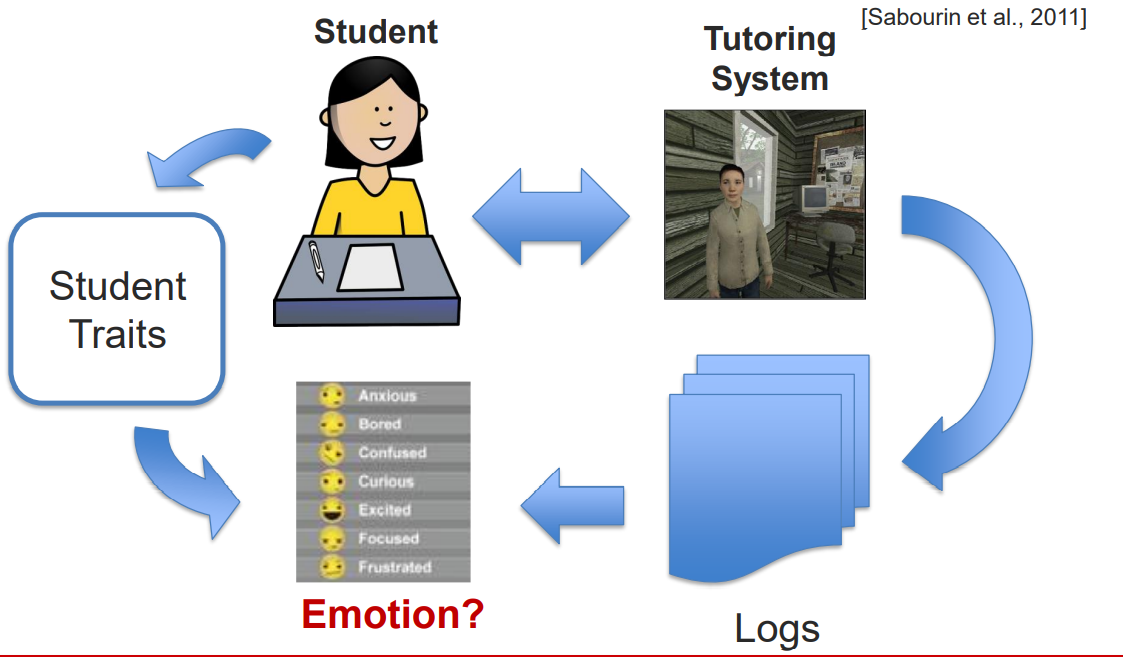 [Sabourin et al., 2011]
Student
Tutoring
System
Student
Traits
Anxious
Bored
Confused
Curious
Excited
Focused
Frustrated
Emotion?
Logs